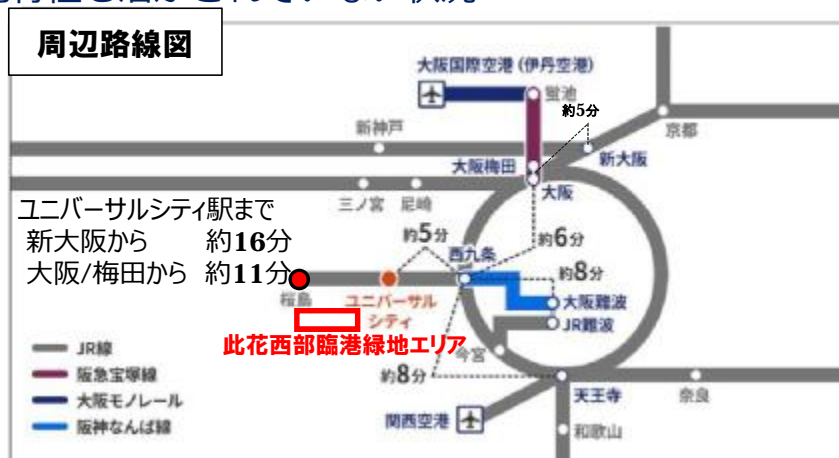 周辺路線図
大阪国際空港 (伊丹空港)
蛍池
約5分
新神戸
京都
大阪梅田
新大阪
大阪
ユニバーサルシティ駅まで
新大阪から 約16分
大阪/梅田から 約11分
三ノ宮 尼崎
約5分
西九条
約6分
約8分
桜島
ユニバーサル
シティ
大阪難波
JR難波
此花西部臨港緑地エリア
今宮
JR線
阪急宝塚線
大阪モノレール
阪神なんば線
約8分
天王寺
奈良
関西空港
和歌山